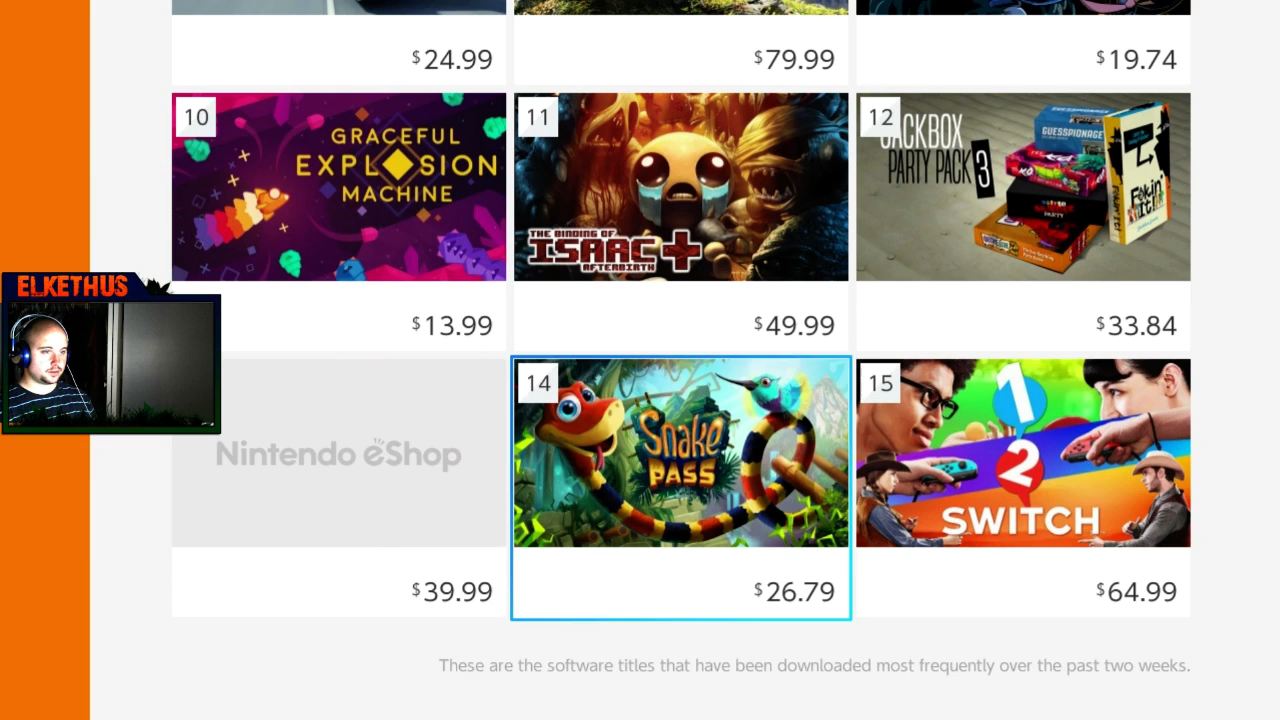 $24.99
$79.99
$19.74
10
GRACEFUL
EXPLOSION
MACHINE
$13.99
11
THE BINDING OF
ISAAC
AFTERBIRTH
$49.99
12
JACKBOX
PARTY PACK 3
GUESSPIONAGE
$33.84
ELKETHUS
Nintendo eShop
$39.99
14
Snake
PASS
$26.79
15
1
2
SWITCH
$64.99
These are the software titles that have been downloaded most frequently over the past two weeks.